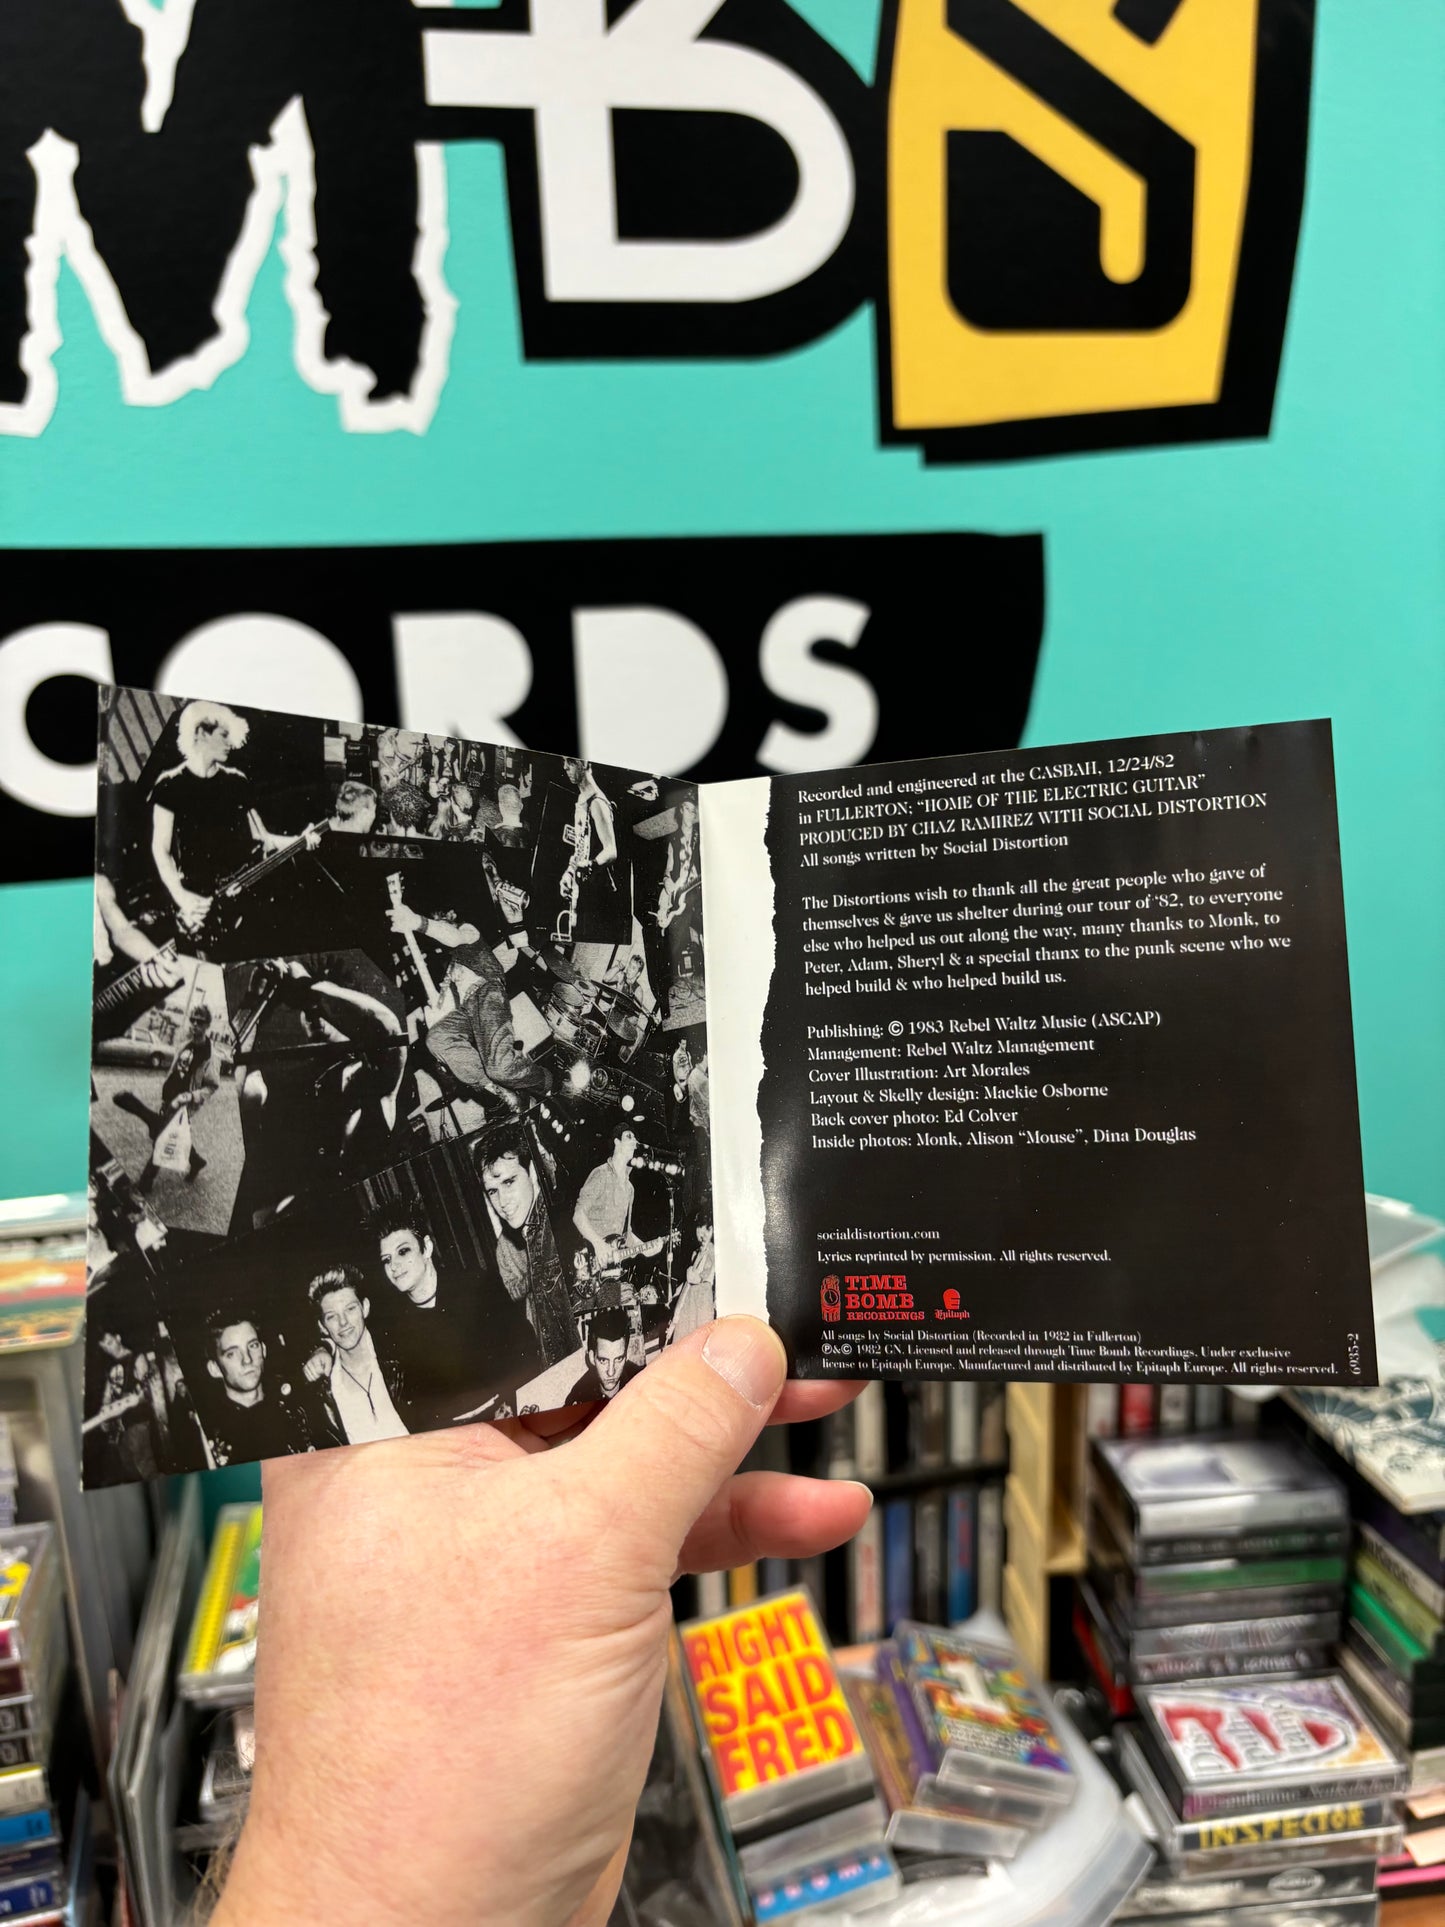 CORDS
Recorded and engineered at the CASBAH, 12/24/82
in FULLERTON; "HOME OF THE ELECTRIC GUITAR"
PRODUCED BY CHAZ RAMIREZ WITH SOCIAL DISTORTION
All songs written by Social Distortion
The Distortions wish to thank all the great people who gave of
themselves & gave us shelter during our tour of '82, to everyone
else who helped us out along the way, many thanks to Monk, to
Peter, Adam, Sheryl & a special thanx to the punk scene who we
helped build & who helped build us.
Publishing: © 1983 Rebel Waltz Music (ASCAP)
Management: Rebel Waltz Management
Cover Illustration: Art Morales
Layout & Skelly design: Mackie Osborne
Back cover photo: Ed Colver
Inside photos: Monk, Alison "Mouse", Dina Douglas
socialdistortion.com
Lyrics reprinted by permission. All rights reserved.
TIME
BOMB
RECORDINGS
Epitaph
All songs by Social Distortion (Recorded in 1982 in Fullerton)
℗&© 1982 GN. Licensed and released through Time Bomb Recordings. Under exclusive
license to Epitaph Europe. Manufactured and distributed by Epitaph Europe. All rights reserved.
6935-2
RIGHT
SAID
FRED
INSPECTOR